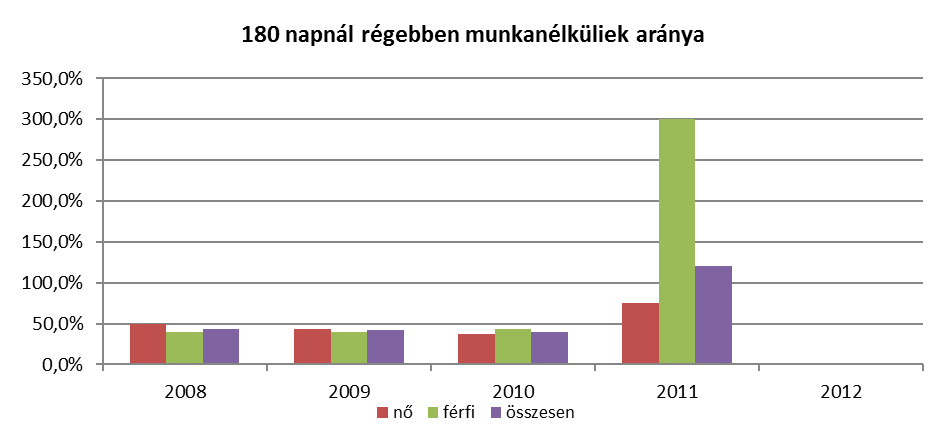 180 napnál régebben munkanélküliek aránya
350,0%
300,0%
250,0%
200,0%
150,0%
100,0%
50,0%
0,0%
2008 2009 2010 2011 2012
nő férfi összesen